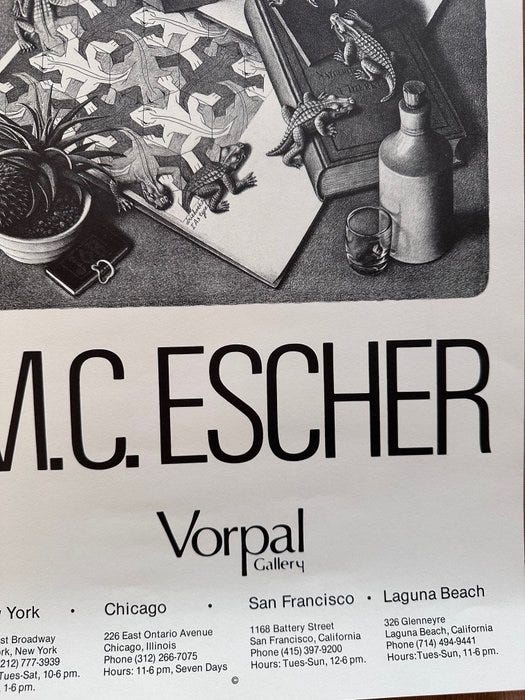 M.C. ESCHER
Vorpal
Gallery
York • Chicago • San Francisco • Laguna Beach
st Broadway
rk, New York
212) 777-3939
Tues-Sat, 10-6 pm.
1-6 pm.
226 East Ontario Avenue
Chicago, Illinois
Phone (312) 266-7075
Hours: 11-6 pm, Seven Days
©
1168 Battery Street
San Francisco, California
Phone (415) 397-9200
Hours: Tues-Sun, 12-6 pm.
326 Glenneyre
Laguna Beach, California
Phone (714) 494-9441
Hours: Tues-Sun, 11-6 pm.